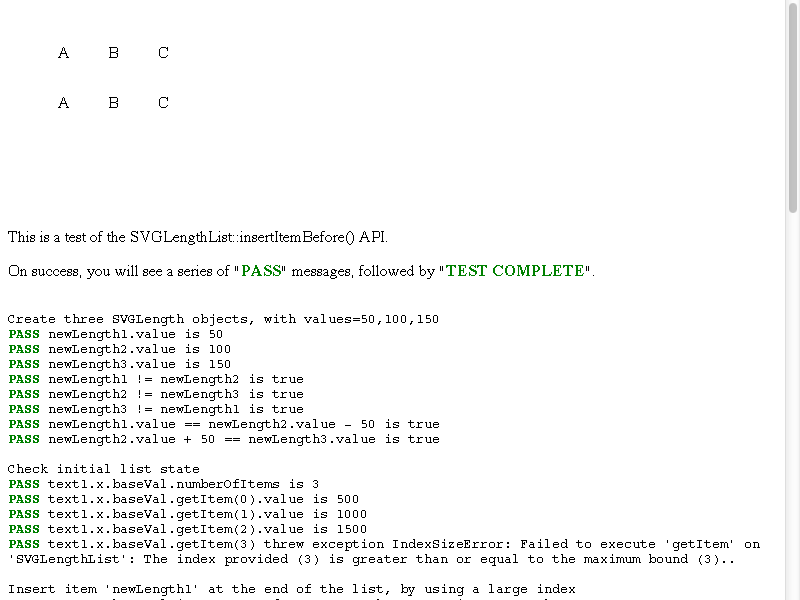 A B C
A B C
This is a test of the SVGLengthList::insertItemBefore() API.
On success, you will see a series of "PASS" messages, followed by "TEST COMPLETE".
Create three SVGLength objects, with values=50,100,150
PASS newLength1.value is 50
PASS newLength2.value is 100
PASS newLength3.value is 150
PASS newLength1 != newLength2 is true
PASS newLength2 != newLength3 is true
PASS newLength3 != newLength1 is true
PASS newLength1.value == newLength2.value - 50 is true
PASS newLength2.value + 50 == newLength3.value is true
Check initial list state
PASS text1.x.baseVal.numberOfItems is 3
PASS text1.x.baseVal.getItem(0).value is 500
PASS text1.x.baseVal.getItem(1).value is 1000
PASS text1.x.baseVal.getItem(2).value is 1500
PASS text1.x.baseVal.getItem(3) threw exception IndexSizeError: Failed to execute 'getItem' on
'SVGLengthList': The index provided (3) is greater than or equal to the maximum bound (3)..
Insert item 'newLength1' at the end of the list, by using a large index